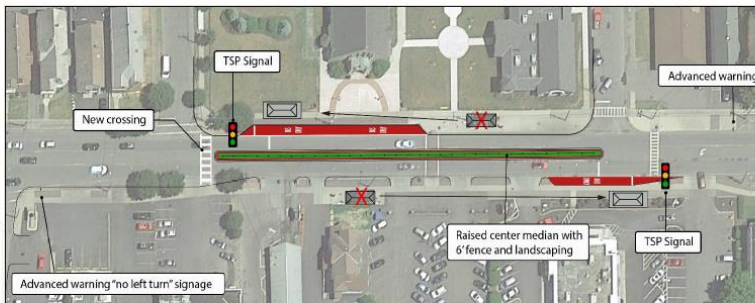 TSP Signal
Advanced warning
New crossing
Raised center median with
6' fence and landscaping
TSP Signal
Advanced warning "no left turn" signage